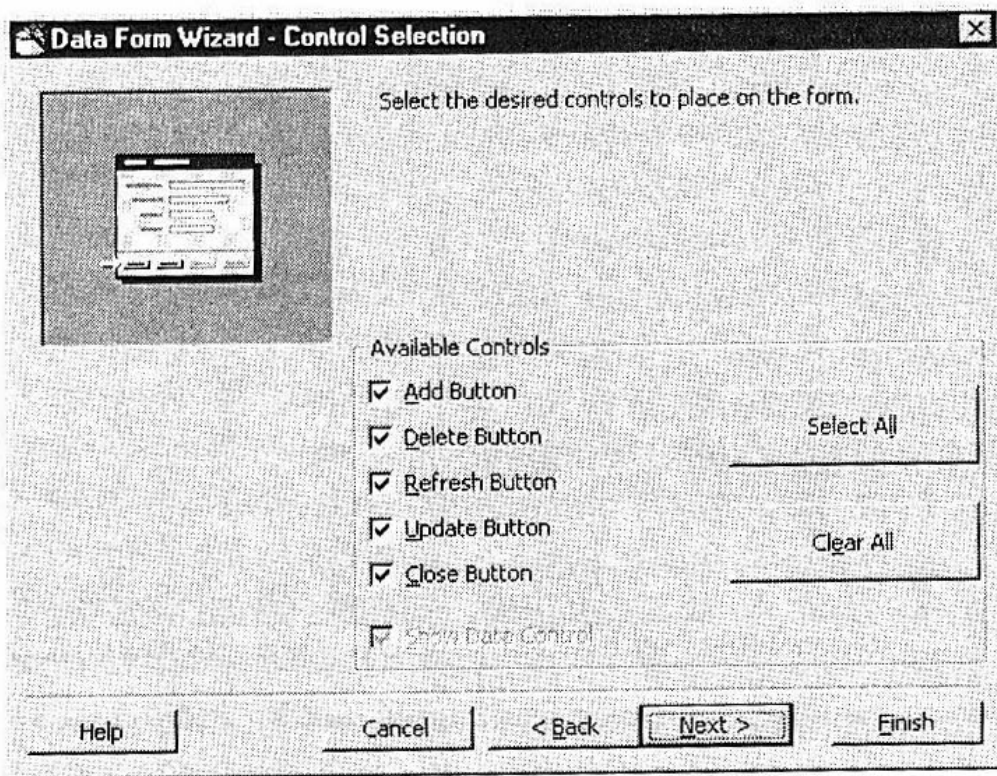 Data Form Wizard - Control Selection
Select the desired controls to place on the form.
Available Controls
Add Button
Delete Button
Refresh Button
Update Button
Close Button
Show Data Control
Select All
Clear All
Help
Cancel
< Back
Next >
Finish